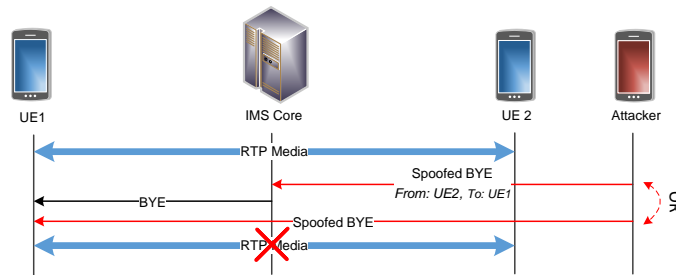 UE1
IMS Core
UE 2
Attacker
RTP Media
Spoofed BYE
From: UE2, To: UE1
BYE
OR
Spoofed BYE
RTP Media